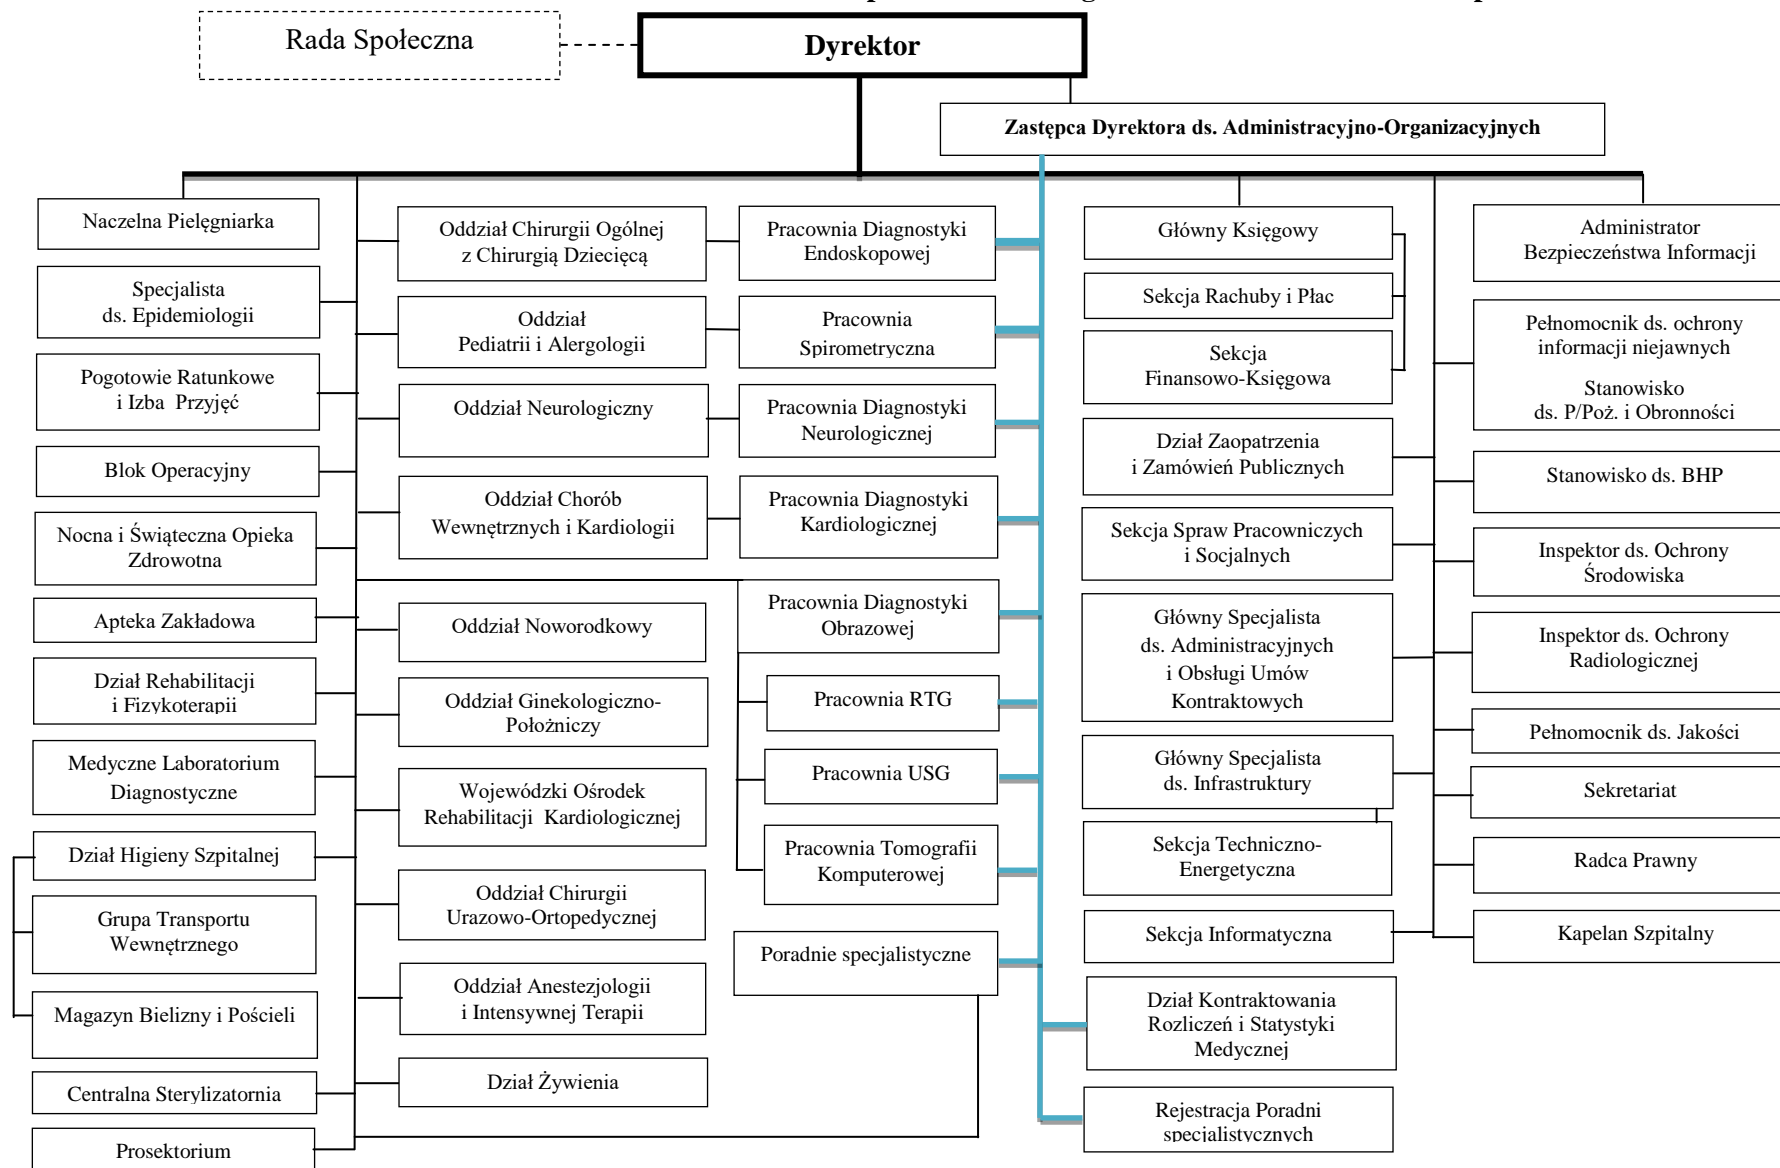 Rada Społeczna
Dyrektor
Zastępca Dyrektora ds. Administracyjno-Organizacyjnych
Naczelna Pielęgniarka
Specjalista
ds. Epidemiologii
Pogotowie Ratunkowe
i Izba Przyjęć
Blok Operacyjny
Nocna i Świąteczna Opieka
Zdrowotna
Apteka Zakładowa
Dział Rehabilitacji
i Fizykoterapii
Medyczne Laboratorium
Diagnostyczne
Dział Higieny Szpitalnej
Grupa Transportu
Wewnętrznego
Magazyn Bielizny i Pościeli
Centralna Sterylizatornia
Prosektorium
Oddział Chirurgii Ogólnej
z Chirurgią Dziecięcą
Oddział
Pediatrii i Alergologii
Oddział Neurologiczny
Oddział Chorób
Wewnętrznych i Kardiologii
Oddział Noworodkowy
Oddział Ginekologiczno-
Położniczy
Wojewódzki Ośrodek
Rehabilitacji Kardiologicznej
Oddział Chirurgii
Urazowo-Ortopedycznej
Oddział Anestezjologii
i Intensywnej Terapii
Dział Żywienia
Pracownia Diagnostyki
Endoskopowej
Pracownia
Spirometryczna
Pracownia Diagnostyki
Neurologicznej
Pracownia Diagnostyki
Kardiologicznej
Pracownia Diagnostyki
Obrazowej
Pracownia RTG
Pracownia USG
Pracownia Tomografii
Komputerowej
Poradnie specjalistyczne
Główny Księgowy
Sekcja Rachuby i Płac
Sekcja
Finansowo-Księgowa
Dział Zaopatrzenia
i Zamówień Publicznych
Sekcja Spraw Pracowniczych
i Socjalnych
Główny Specjalista
ds. Administracyjnych
i Obsługi Umów
Kontraktowych
Główny Specjalista
ds. Infrastruktury
Sekcja Techniczno-
Energetyczna
Sekcja Informatyczna
Dział Kontraktowania
Rozliczeń i Statystyki
Medycznej
Rejestracja Poradni
specjalistycznych
Administrator
Bezpieczeństwa Informacji
Pełnomocnik ds. ochrony
informacji niejawnych
Stanowisko
ds. P/Poż. i Obronności
Stanowisko ds. BHP
Inspektor ds. Ochrony
Środowiska
Inspektor ds. Ochrony
Radiologicznej
Pełnomocnik ds. Jakości
Sekretariat
Radca Prawny
Kapelan Szpitalny